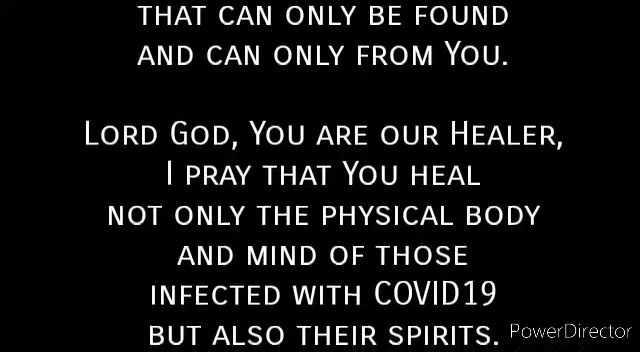 THAT CAN ONLY BE FOUND
AND CAN ONLY FROM YOU.
LORD GOD, YOU ARE OUR HEALER,
I PRAY THAT YOU HEAL
NOT ONLY THE PHYSICAL BODY
AND MIND OF THOSE
INFECTED WITH COVID19
BUT ALSO THEIR SPIRITS.
PowerDirector